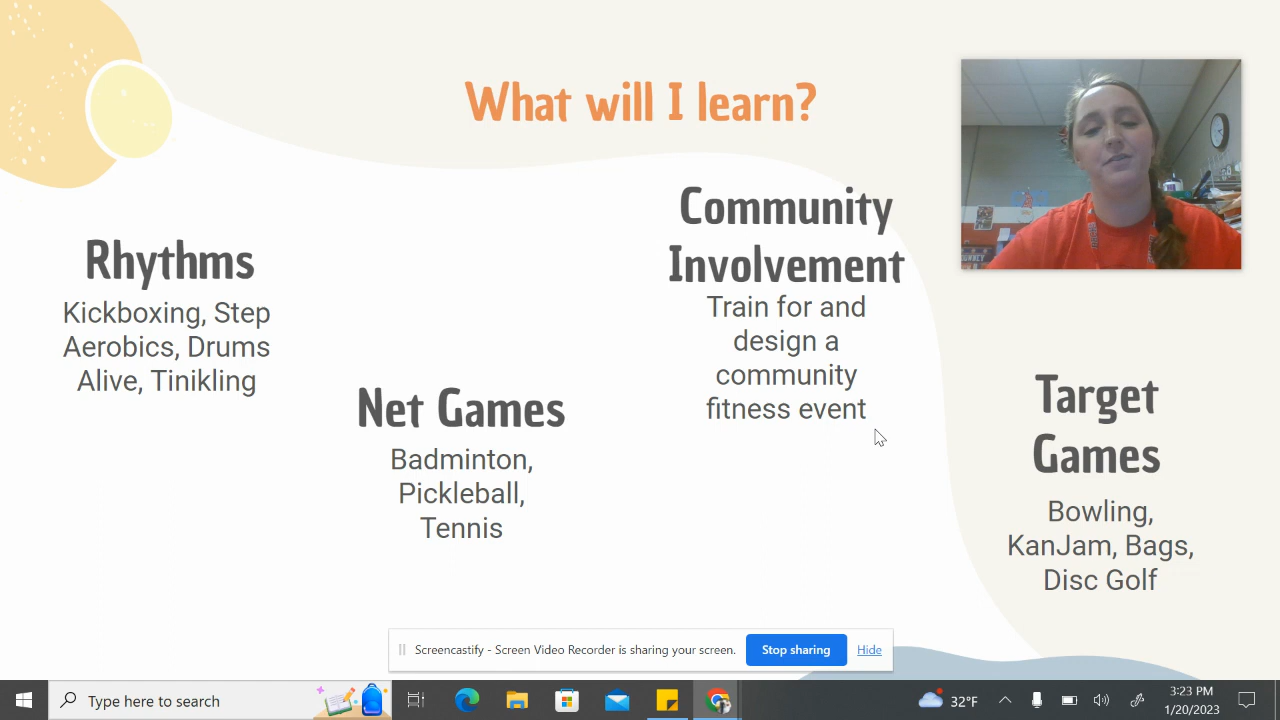 What will I learn?
Rhythms
Kickboxing, Step
Aerobics, Drums
Alive, Tinikling
Net Games
Badminton,
Pickleball,
Tennis
Community
Involvement
Train for and
design a
community
fitness event
Target
Games
Bowling,
KanJam, Bags,
Disc Golf
DOWNEY
Screencastify - Screen Video Recorder is sharing your screen.
Stop sharing
Hide
Type here to search
32°F
3:23 PM
1/20/2023